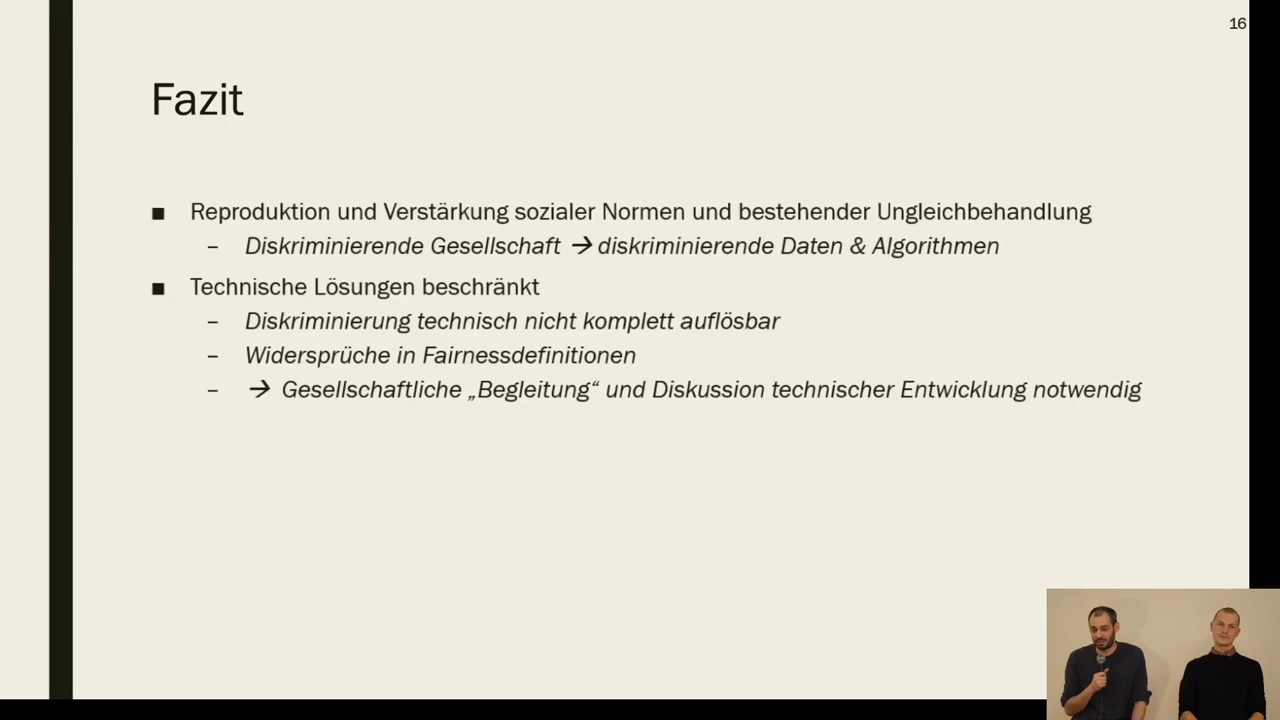 16
Fazit
■ Reproduktion und Verstärkung sozialer Normen und bestehender Ungleichbehandlung
– Diskriminierende Gesellschaft → diskriminierende Daten & Algorithmen
■ Technische Lösungen beschränkt
– Diskriminierung technisch nicht komplett auflösbar
– Widersprüche in Fairnessdefinitionen
– → Gesellschaftliche „Begleitung“ und Diskussion technischer Entwicklung notwendig